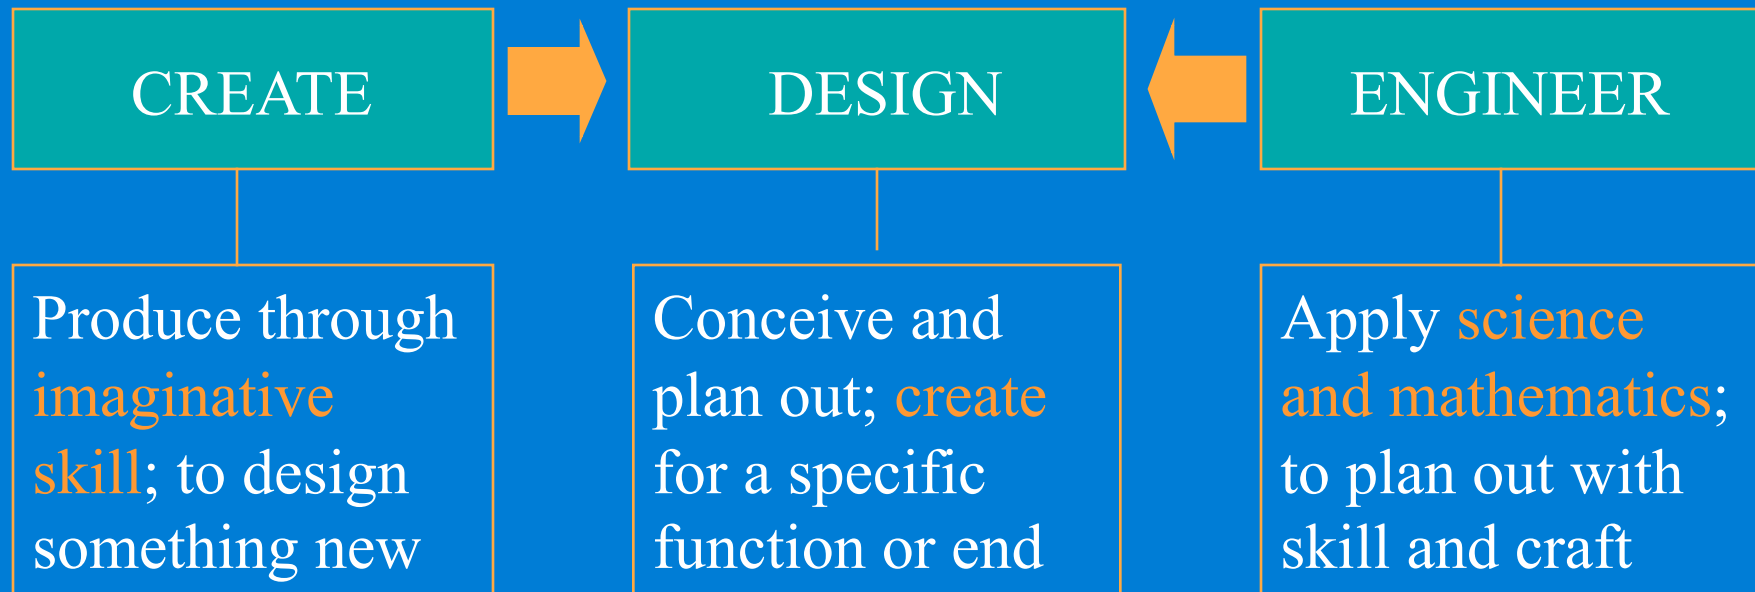 CREATE
DESIGN
ENGINEER
Produce through
imaginative
skill; to design
something new
Conceive and
plan out; create
for a specific
function or end
Apply science
and mathematics;
to plan out with
skill and craft